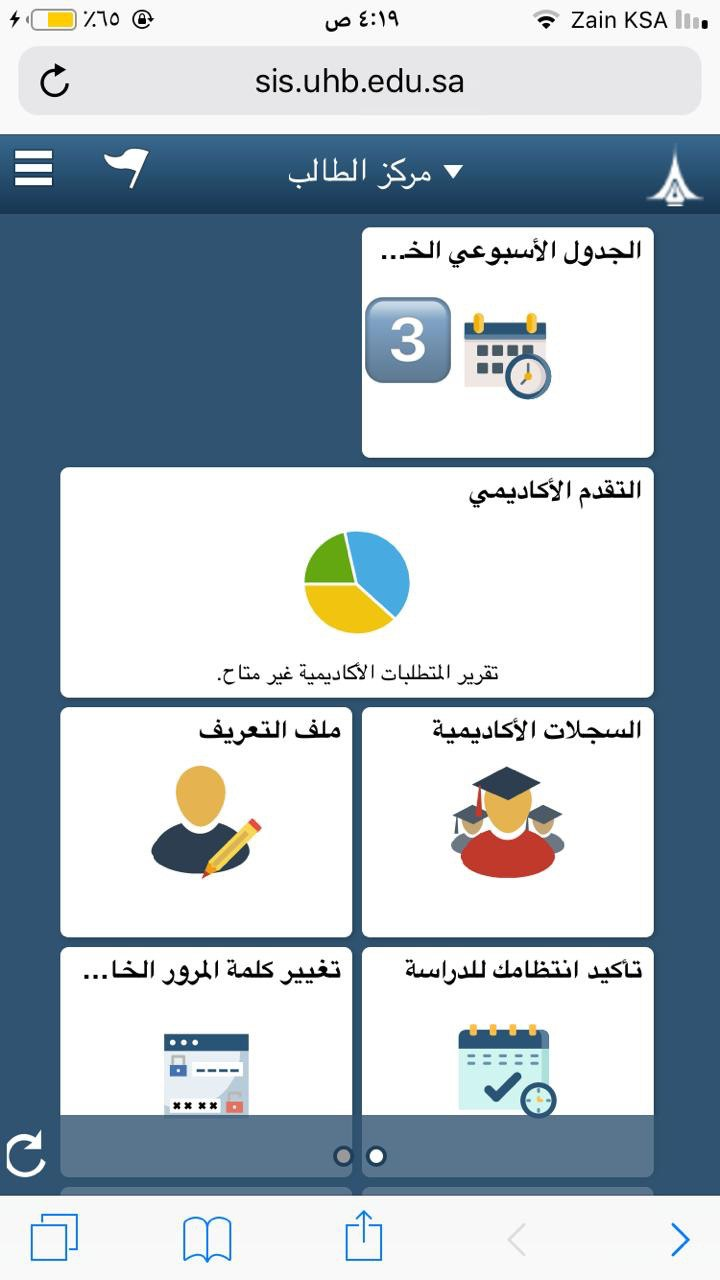 ٪٦٥
٤:١٩ ص
Zain KSA
sis.uhb.edu.sa
مركز الطالب
الجدول الأسبوعي الخـ...
3
التقدم الأكاديمي
تقرير المتطلبات الأكاديمية غير متاح.
السجلات الأكاديمية
ملف التعريف
تأكيد انتظامك للدراسة
تغيير كلمة المرور الخا...